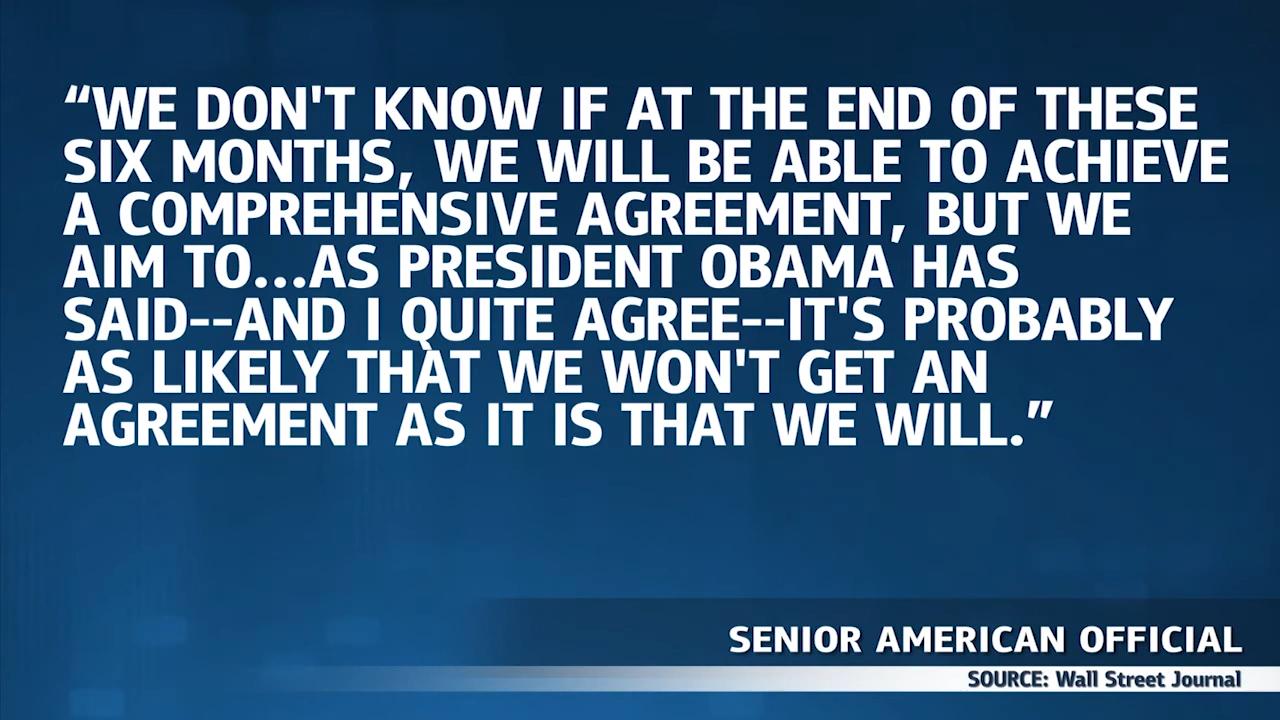 “WE DON'T KNOW IF AT THE END OF THESE
SIX MONTHS, WE WILL BE ABLE TO ACHIEVE
A COMPREHENSIVE AGREEMENT, BUT WE
AIM TO...AS PRESIDENT OBAMA HAS
SAID--AND I QUITE AGREE--IT'S PROBABLY
AS LIKELY THAT WE WON'T GET AN
AGREEMENT AS IT IS THAT WE WILL.”
SENIOR AMERICAN OFFICIAL
SOURCE: Wall Street Journal